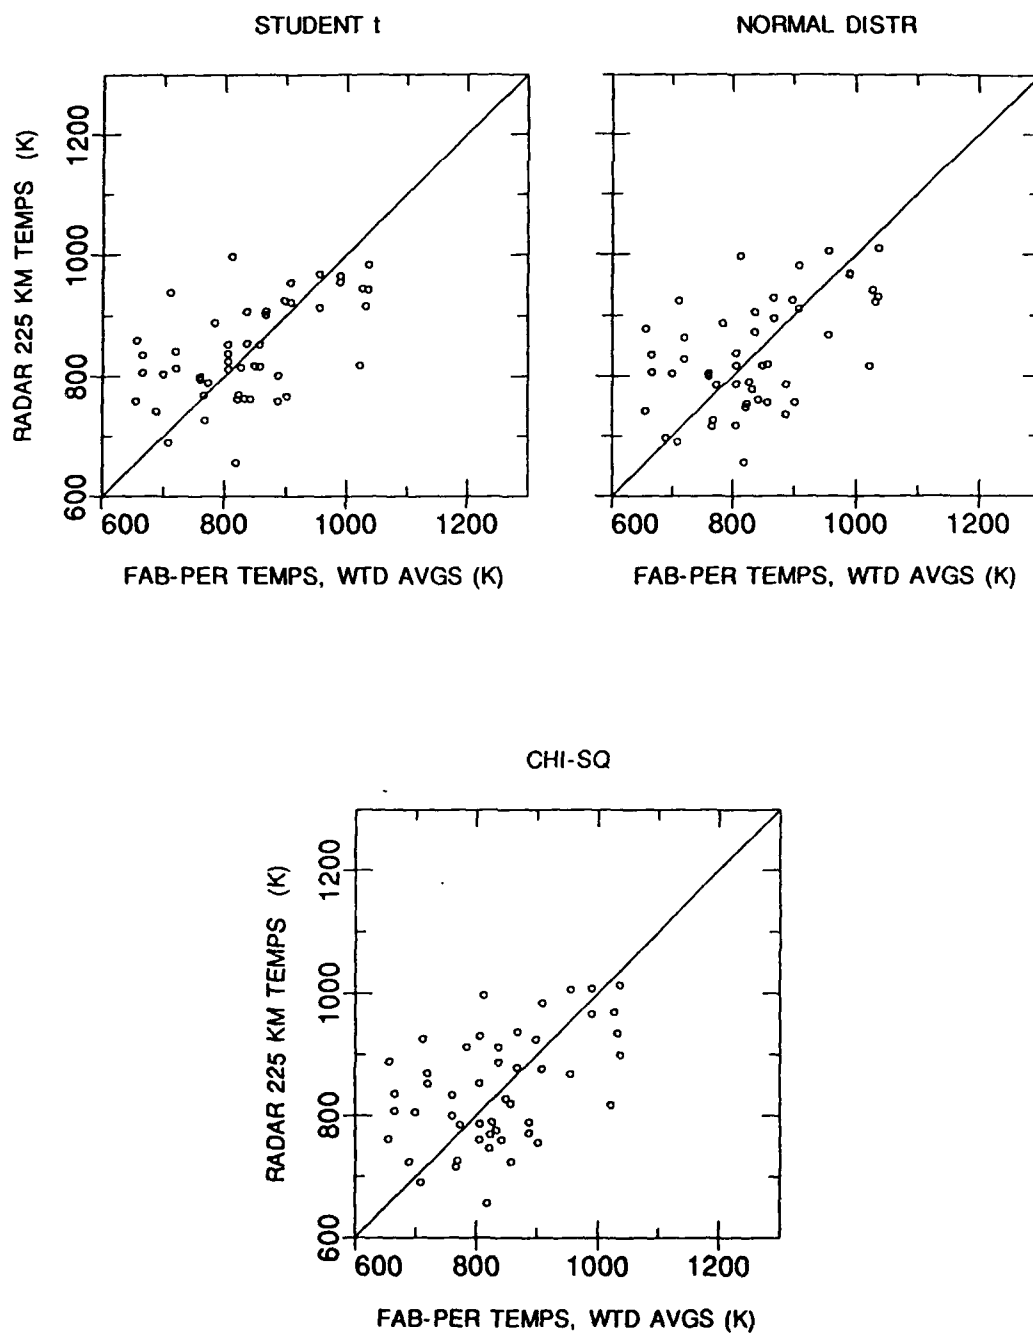 STUDENT t
NORMAL DISTR
RADAR 225 KM TEMPS (K)
1200
1000
800
600
600 800 1000 1200
600 800 1000 1200
FAB-PER TEMPS, WTD AVGS (K)
FAB-PER TEMPS, WTD AVGS (K)
CHI-SQ
RADAR 225 KM TEMPS (K)
1200
1000
800
600
600 800 1000 1200
FAB-PER TEMPS, WTD AVGS (K)